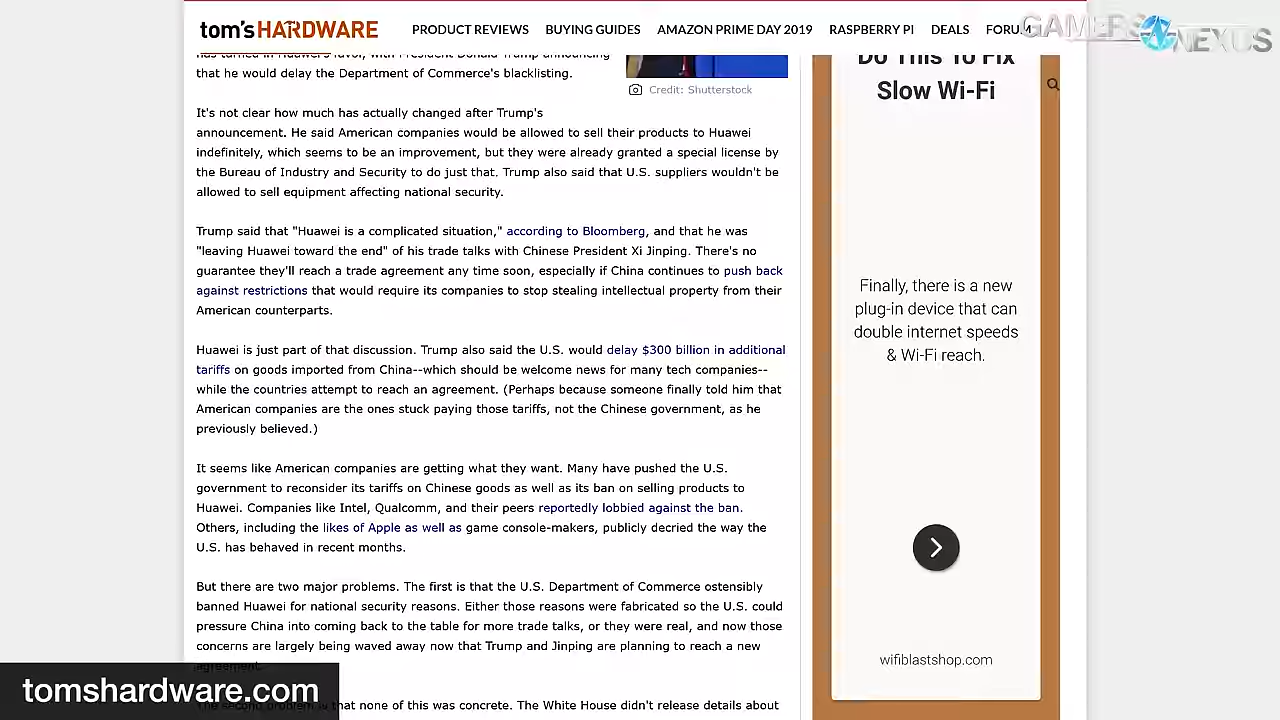 tom's HARDWARE
PRODUCT REVIEWS BUYING GUIDES AMAZON PRIME DAY 2019 RASPBERRY PI DEALS FORUM
GAMERS NEXUS
has turned in Huawei's favor, with President Donald Trump announcing
that he would delay the Department of Commerce's blacklisting.
Credit: Shutterstock
It's not clear how much has actually changed after Trump's
announcement. He said American companies would be allowed to sell their products to Huawei
indefinitely, which seems to be an improvement, but they were already granted a special license by
the Bureau of Industry and Security to do just that. Trump also said that U.S. suppliers wouldn't be
allowed to sell equipment affecting national security.
Trump said that "Huawei is a complicated situation," according to Bloomberg, and that he was
"leaving Huawei toward the end" of his trade talks with Chinese President Xi Jinping. There's no
guarantee they'll reach a trade agreement any time soon, especially if China continues to push back
against restrictions that would require its companies to stop stealing intellectual property from their
American counterparts.
Huawei is just part of that discussion. Trump also said the U.S. would delay $300 billion in additional
tariffs on goods imported from China--which should be welcome news for many tech companies--
while the countries attempt to reach an agreement. (Perhaps because someone finally told him that
American companies are the ones stuck paying those tariffs, not the Chinese government, as he
previously believed.)
It seems like American companies are getting what they want. Many have pushed the U.S.
government to reconsider its tariffs on Chinese goods as well as its ban on selling products to
Huawei. Companies like Intel, Qualcomm, and their peers reportedly lobbied against the ban.
Others, including the likes of Apple as well as game console-makers, publicly decried the way the
U.S. has behaved in recent months.
But there are two major problems. The first is that the U.S. Department of Commerce ostensibly
banned Huawei for national security reasons. Either those reasons were fabricated so the U.S. could
pressure China into coming back to the table for more trade talks, or they were real, and now those
concerns are largely being waved away now that Trump and Jinping are planning to reach a new
agreement.
The second problem is that none of this was concrete. The White House didn't release details about
Do This To Fix
Slow Wi-Fi
Finally, there is a new
plug-in device that can
double internet speeds
& Wi-Fi reach.
wifiblastshop.com
tomshardware.com